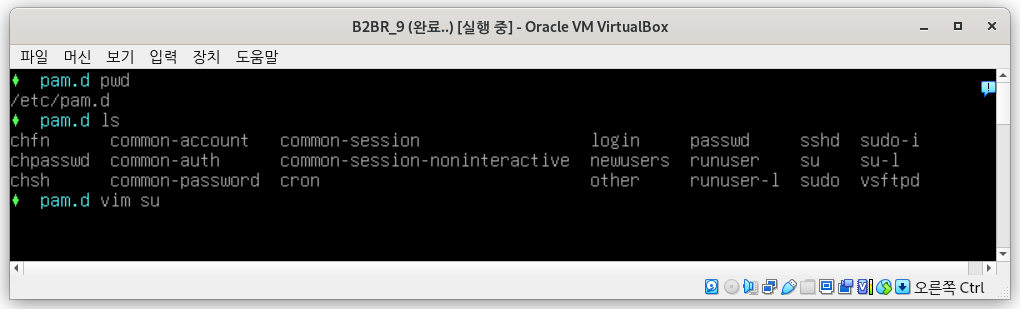 B2BR_9 (완료..) [실행 중] - Oracle VM VirtualBox
파일 머신 보기 입력 장치 도움말
pam.d pwd
/etc/pam.d
pam.d ls
chfn common-account common-session login passwd sshd sudo-i
chpasswd common-auth common-session-noninteractive newusers runuser su su-l
chsh common-password cron other runuser-l sudo vsftpd
pam.d vim su
오른쪽 Ctrl